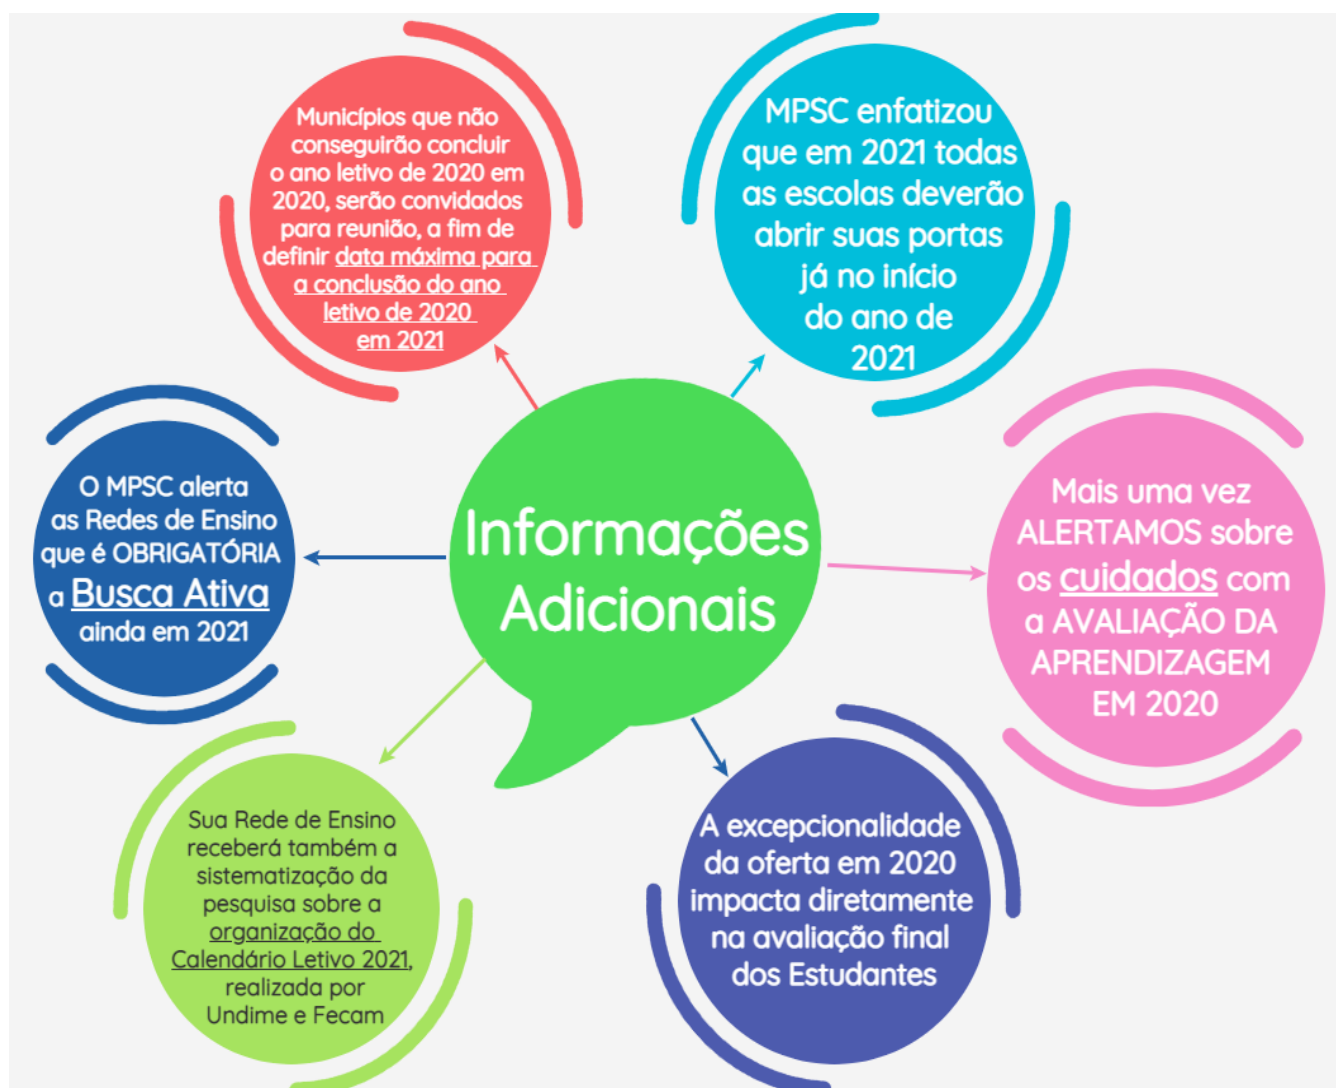 Municípios que não
conseguirão concluir
o ano letivo de 2020 em
2020, serão convidados
para reunião, a fim de
definir data máxima para
a conclusão do ano
letivo de 2020
em 2021
MPSC enfatizou
que em 2021 todas
as escolas deverão
abrir suas portas
já no início
do ano de
2021
O MPSC alerta
as Redes de Ensino
que é OBRIGATÓRIA
a Busca Ativa
ainda em 2021
Informações
Adicionais
Mais uma vez
ALERTAMOS sobre
os cuidados com
a AVALIAÇÃO DA
APRENDIZAGEM
EM 2020
Sua Rede de Ensino
receberá também a
sistematização da
pesquisa sobre a
organização do
Calendário Letivo 2021,
realizada por
Undime e Fecam
A excepcionalidade
da oferta em 2020
impacta diretamente
na avaliação final
dos Estudantes